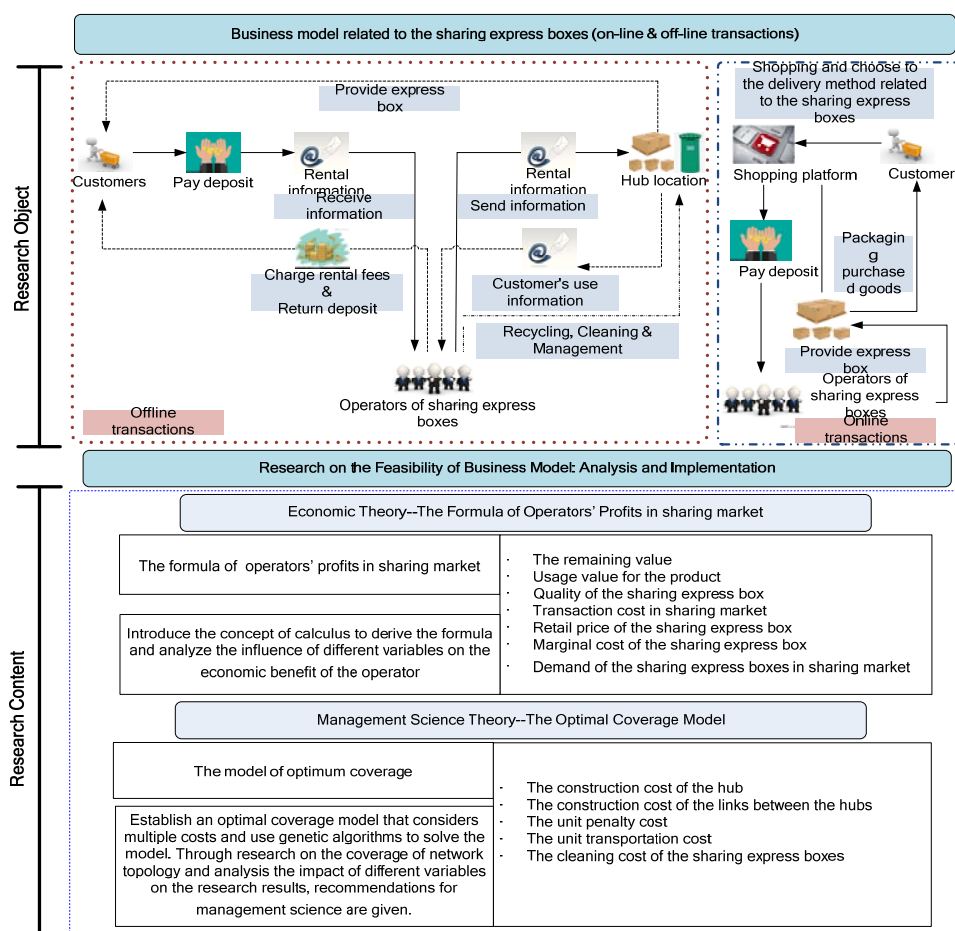 Business model related to the sharing express boxes (on-line & off-line transactions)
Research Object
Provide express
box
Customers
Pay deposit
Rental
information
Receive
information
Rental
information
Send information
Hub location
Charge rental fees
&
Return deposit
Customer's use
information
Recycling, Cleaning &
Management
Operators of sharing express
boxes
Offline
transactions
Shopping and choose to
the delivery method related
to the sharing express
boxes
Shopping platform
Customer
Pay deposit
Packagin
g
purchase
d goods
Provide express
box
Operators of
sharing express
boxes
Online
transactions
Research on the Feasibility of Business Model: Analysis and Implementation
Research Content
Economic Theory--The Formula of Operators' Profits in sharing market
The formula of operators' profits in sharing market
Introduce the concept of calculus to derive the formula
and analyze the influence of different variables on the
economic benefit of the operator
· The remaining value
· Usage value for the product
· Quality of the sharing express box
· Transaction cost in sharing market
· Retail price of the sharing express box
· Marginal cost of the sharing express box
· Demand of the sharing express boxes in sharing market
Management Science Theory--The Optimal Coverage Model
The model of optimum coverage
Establish an optimal coverage model that considers
multiple costs and use genetic algorithms to solve the
model. Through research on the coverage of network
topology and analysis the impact of different variables
on the research results, recommendations for
management science are given.
· The construction cost of the hub
· The construction cost of the links between the hubs
· The unit penalty cost
· The unit transportation cost
· The cleaning cost of the sharing express boxes